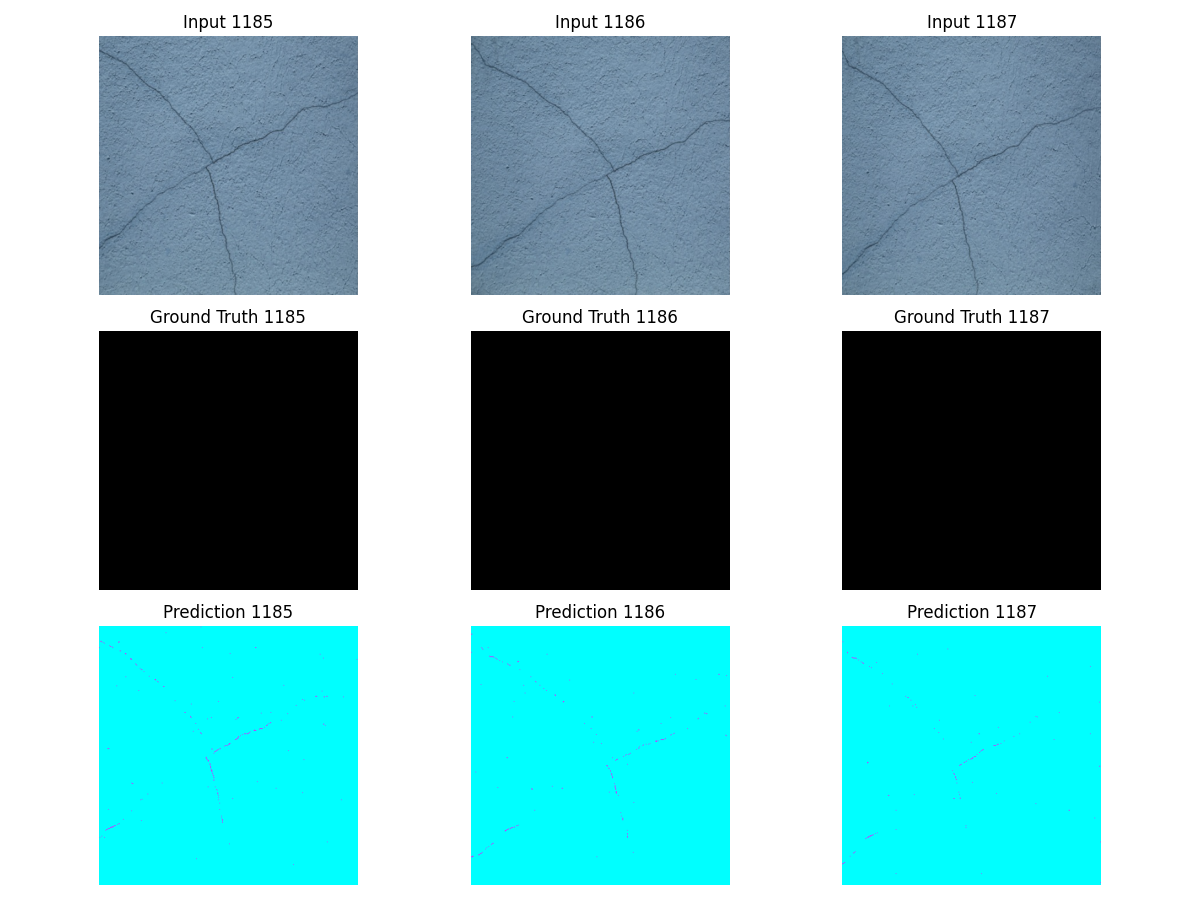 Input 1185
Input 1186
Input 1187
Ground Truth 1185
Ground Truth 1186
Ground Truth 1187
Prediction 1185
Prediction 1186
Prediction 1187